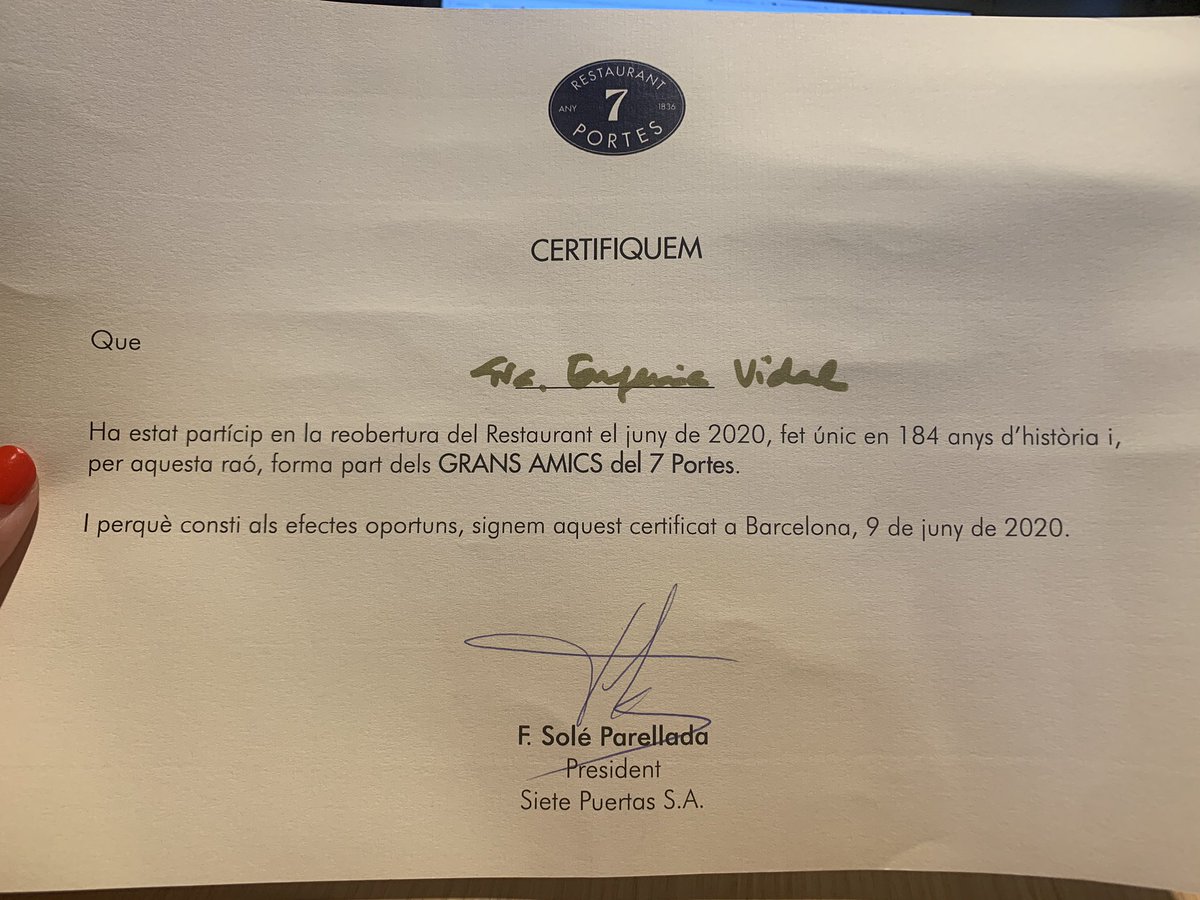 RESTAURANT
ANY 7 1836
PORTES
CERTIFIQUEM
Que
Sra. Eugenia Vidal
Ha estat partícip en la reobertura del Restaurant el juny de 2020, fet únic en 184 anys d’història i,
per aquesta raó, forma part dels GRANS AMICS del 7 Portes.
I perquè consti als efectes oportuns, signem aquest certificat a Barcelona, 9 de juny de 2020.
F. Solé Parellada
President
Siete Puertas S.A.